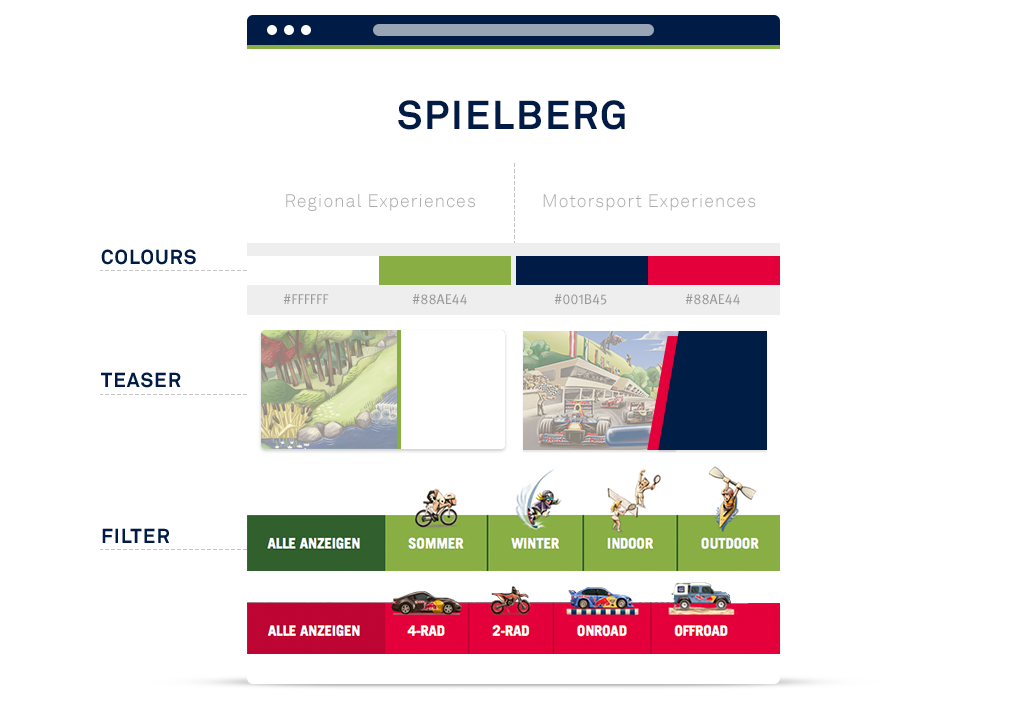 SPIELBERG
Regional Experiences
Motorsport Experiences
COLOURS
#FFFFFF
#88AE44
#001B45
#88AE44
TEASER
FILTER
ALLE ANZEIGEN
SOMMER
WINTER
INDOOR
OUTDOOR
ALLE ANZEIGEN
4-RAD
2-RAD
ONROAD
OFFROAD